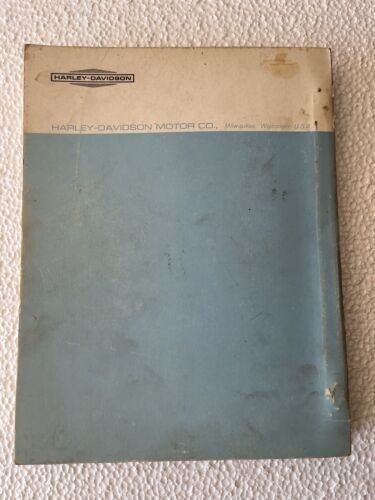 HARLEY-DAVIDSON
HARLEY-DAVIDSON MOTOR CO., Milwaukee, Wisconsin, U.S.A.